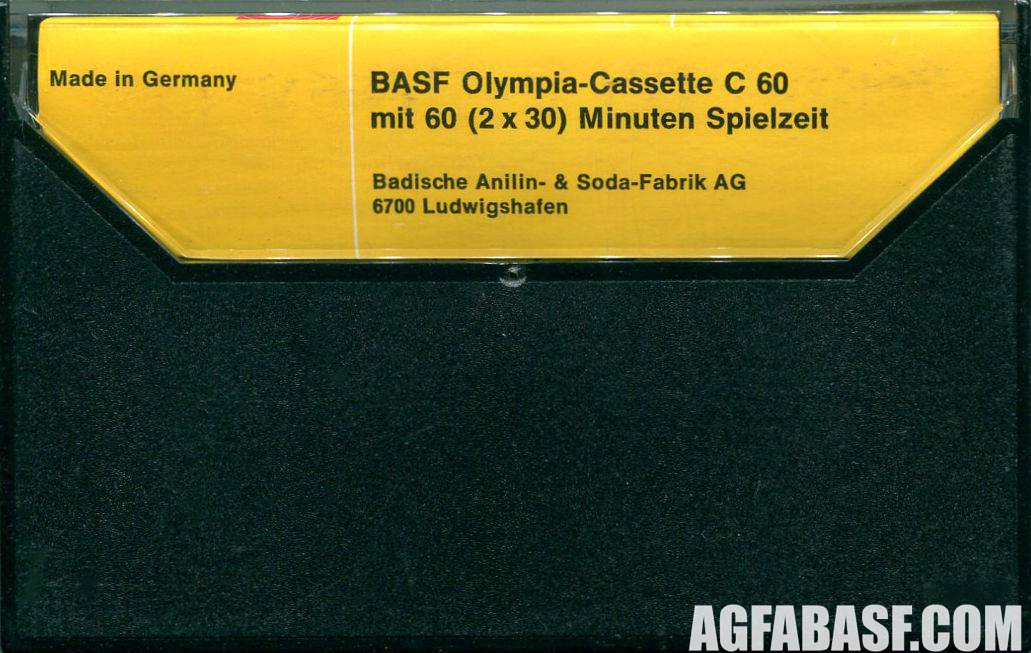 Made in Germany
BASF Olympia-Cassette C 60
mit 60 (2 x 30) Minuten Spielzeit
Badische Anilin- & Soda-Fabrik AG
6700 Ludwigshafen
AGFABASF.COM